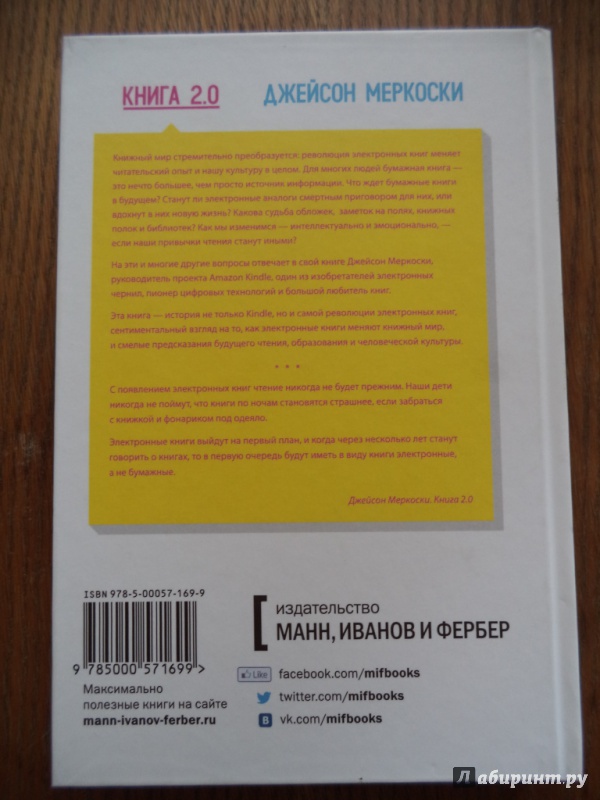 КНИГА 2.0 ДЖЕЙСОН МЕРКОСКИ
Книжный мир стремительно преобразуется: революция электронных книг меняет
читательский опыт и нашу культуру в целом. Для многих людей бумажная книга —
это нечто большее, чем просто источник информации. Что ждет бумажные книги
в будущем? Станут ли электронные аналоги смертным приговором для них, или
вдохнут в них новую жизнь? Какова судьба обложек, заметок на полях, книжных
полок и библиотек? Как мы изменимся — интеллектуально и эмоционально, —
если наши привычки чтения станут иными?
На эти и многие другие вопросы отвечает в свой книге Джейсон Меркоски,
руководитель проекта Amazon Kindle, один из изобретателей электронных
чернил, пионер цифровых технологий и большой любитель книг.
Эта книга — история не только Kindle, но и самой революции электронных книг,
сентиментальный взгляд на то, как электронные книги меняют книжный мир,
и смелые предсказания будущего чтения, образования и человеческой культуры.
* * *
С появлением электронных книг чтение никогда не будет прежним. Наши дети
никогда не поймут, что книги по ночам становятся страшнее, если забраться
с книжкой и фонариком под одеяло.
Электронные книги выйдут на первый план, и когда через несколько лет станут
говорить о книгах, то в первую очередь будут иметь в виду книги электронные,
а не бумажные.
Джейсон Меркоски. Книга 2.0
ISBN 978-5-00057-169-9
9 785000 571699 >
Максимально
полезные книги на сайте
mann-ivanov-ferber.ru
издательство
МАНН, ИВАНОВ И ФЕРБЕР
Like facebook.com/mifbooks
twitter.com/mifbooks
В vk.com/mifbooks
Лабиринт.ру